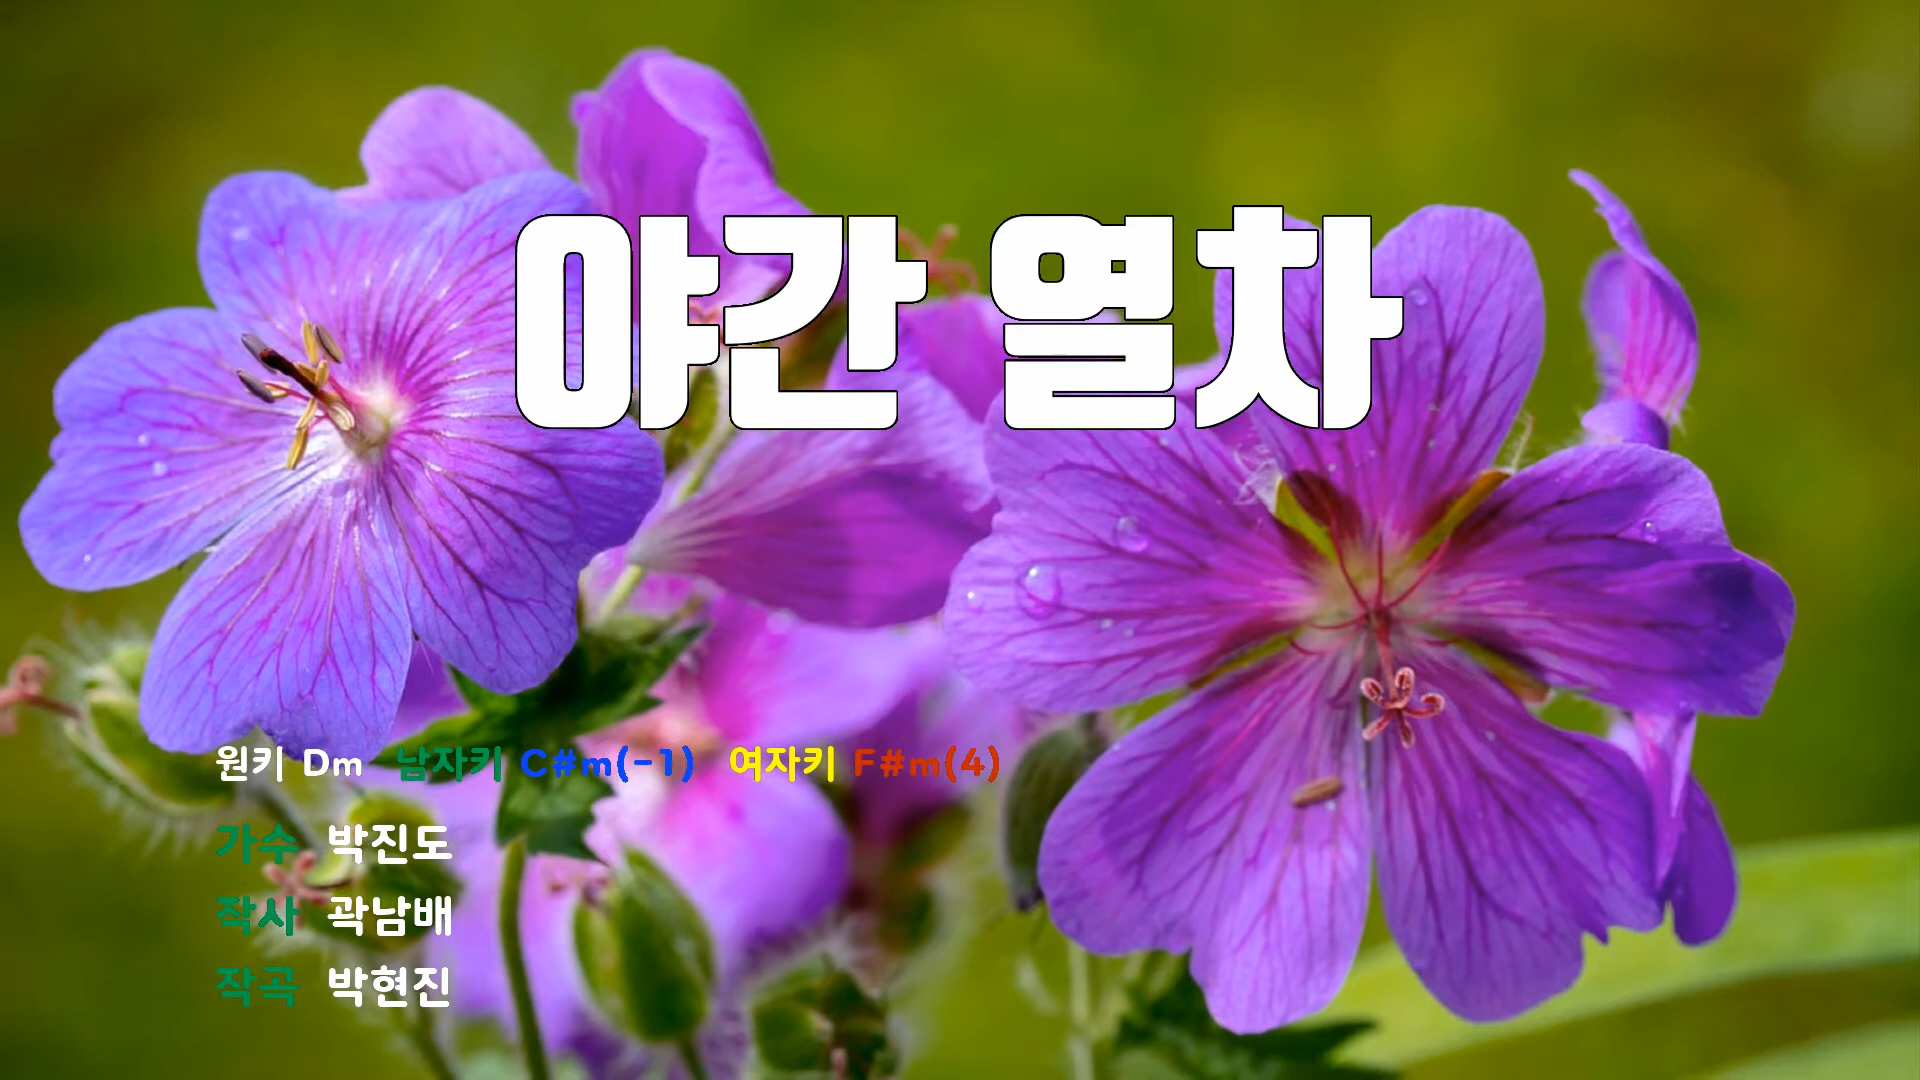 야간 열차
원키 Dm 남자키 C#m(-1) 여자키 F#m(4)
가수 박진도
작사 곽남배
작곡 박현진